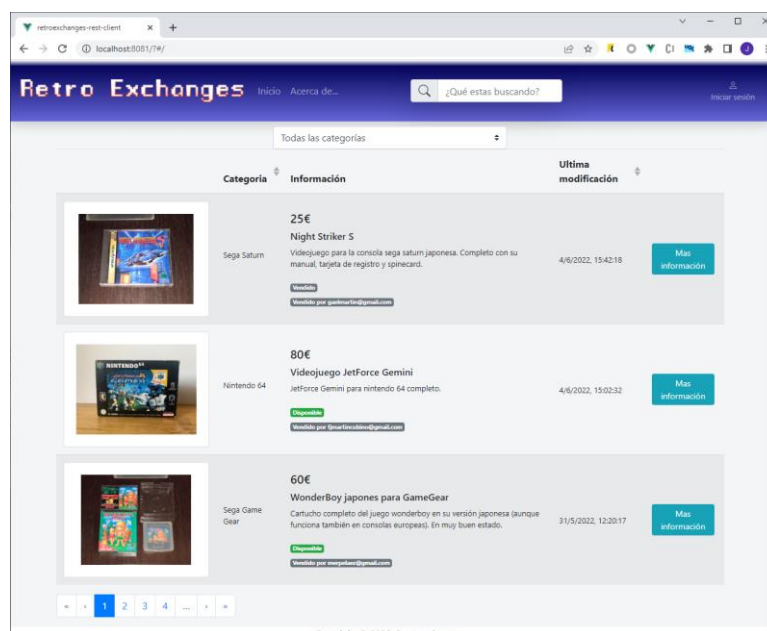 retroexchanges-rest-client
localhost:8081/?#/
Retro Exchanges Inicio Acerca de... ¿Qué estas buscando? Iniciar sesión
Todas las categorías
Categoria Información Ultima modificación
25€
Night Striker S
Sega Saturn
Videojuego para la consola sega saturn japonesa. Completo con su
manual, tarjeta de registro y spinecard.
4/6/2022, 15:42:18
Mas
información
Vendido
80€
Videojuego JetForce Gemini
Nintendo 64
JetForce Gemini para nintendo 64 completo.
4/6/2022, 15:02:32
Mas
información
Disponible
NINTENDO 64
60€
WonderBoy japones para GameGear
Sega Game
Gear
Cartucho completo del juego wonderboy en su versión japonesa (aunque
funciona también en consolas europeas). En muy buen estado.
31/5/2022, 12:20:17
Mas
información
Disponible
« ‹ 1 2 3 4 ... › »